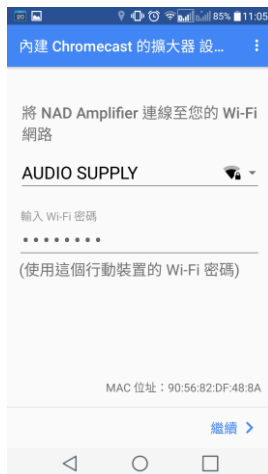 85% 11:05
內建 Chromecast 的擴大器 設...
將 NAD Amplifier 連線至您的 Wi-Fi
網路
AUDIO SUPPLY
輸入 Wi-Fi 密碼
••••••••
(使用這個行動裝置的 Wi-Fi 密碼)
MAC 位址：90:56:82:DF:48:8A
繼續